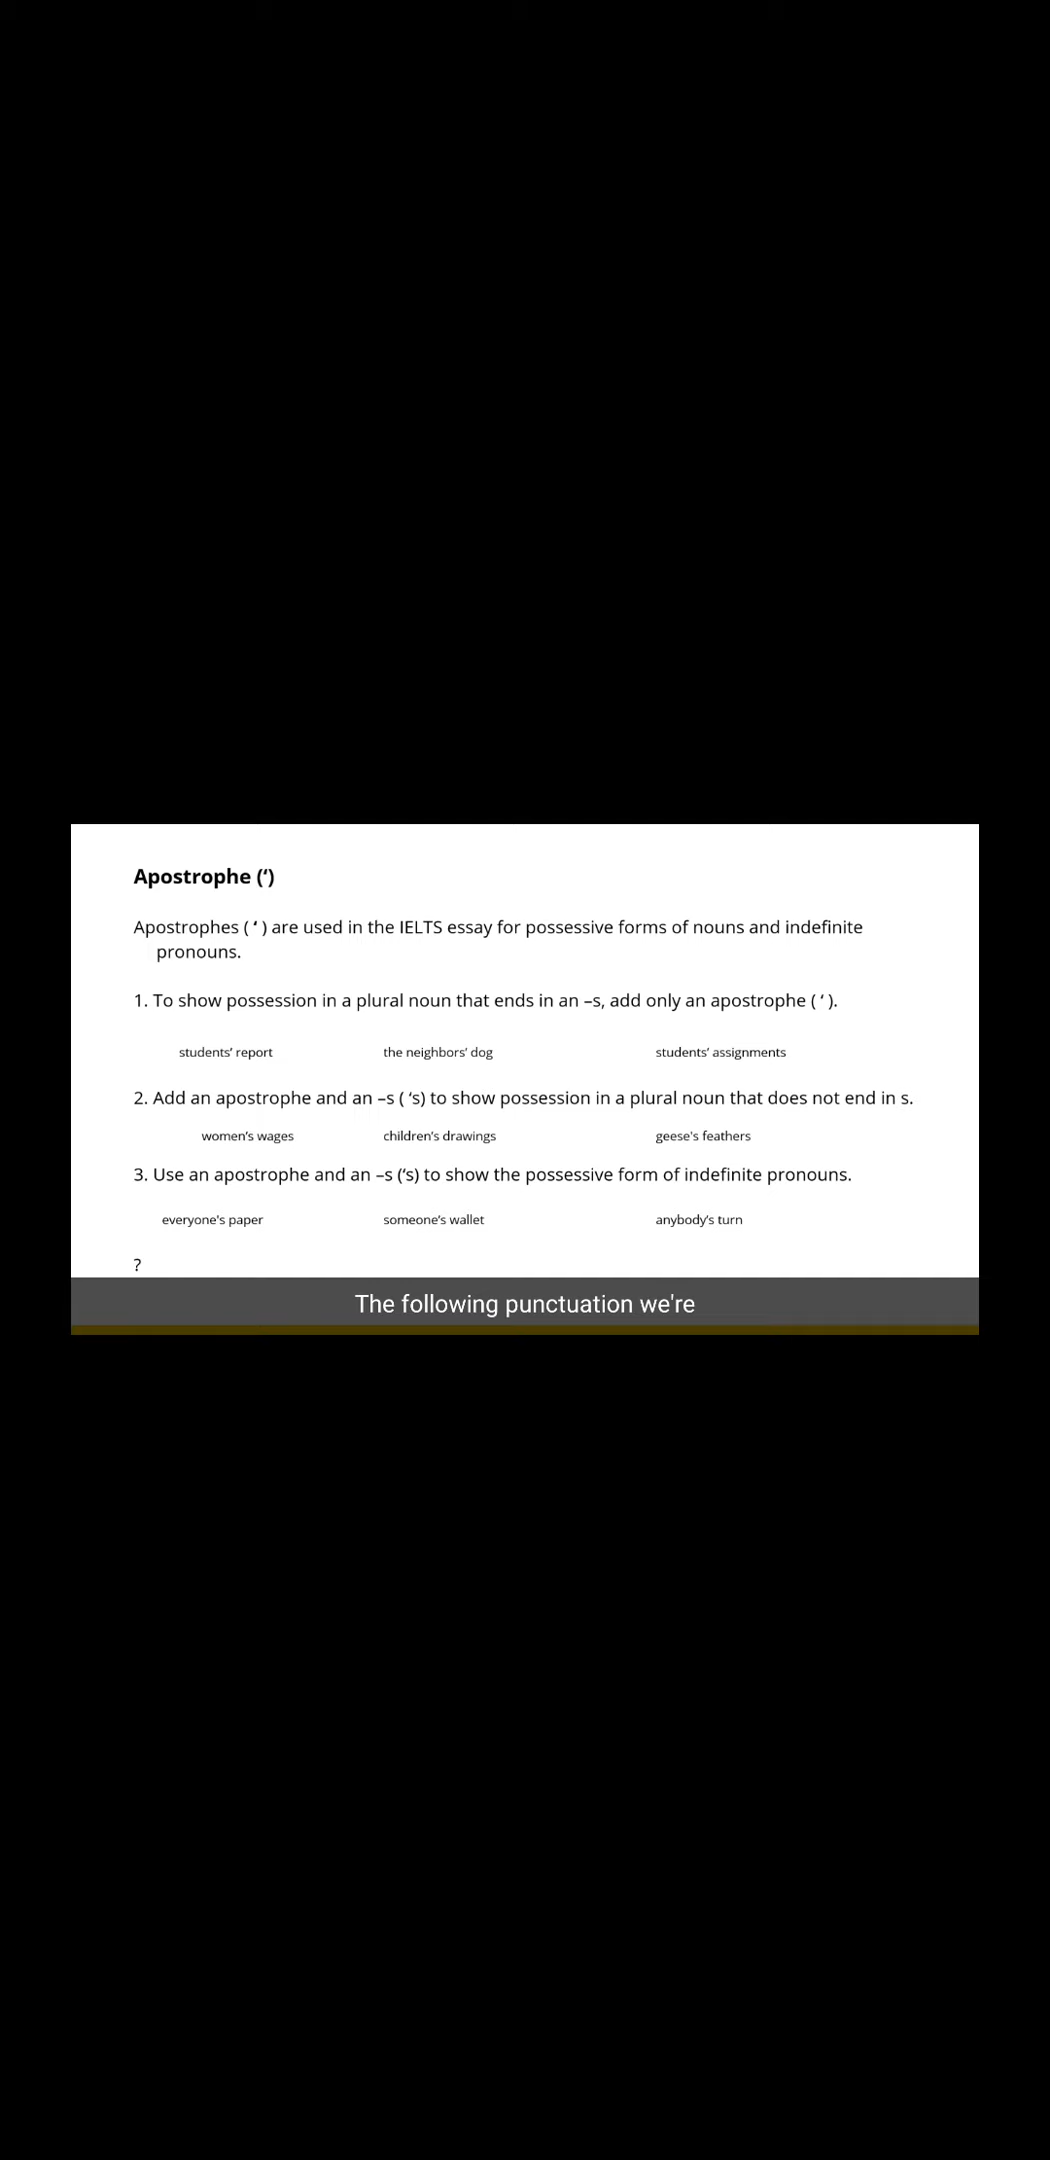 Apostrophe (‘)
Apostrophes ( ‘ ) are used in the IELTS essay for possessive forms of nouns and indefinite
pronouns.
1. To show possession in a plural noun that ends in an –s, add only an apostrophe ( ‘ ).
students’ report the neighbors’ dog students’ assignments
2. Add an apostrophe and an –s ( ‘s) to show possession in a plural noun that does not end in s.
women’s wages children’s drawings geese's feathers
3. Use an apostrophe and an –s (‘s) to show the possessive form of indefinite pronouns.
everyone's paper someone’s wallet anybody’s turn
?
The following punctuation we're